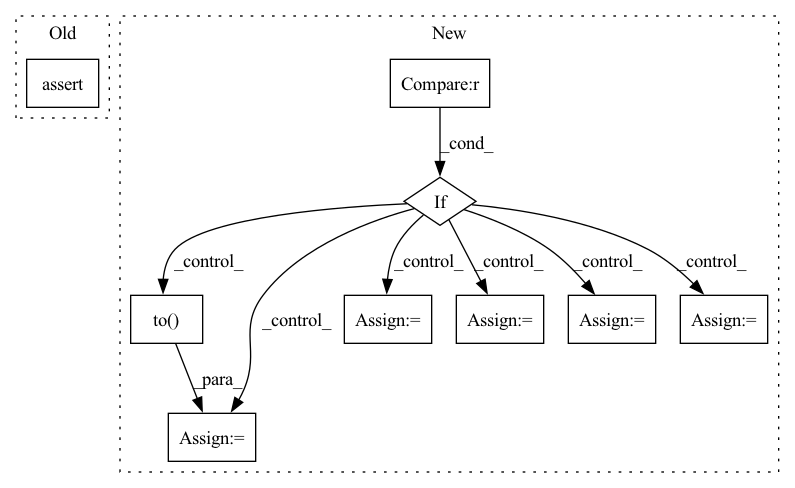 Old
New
assert
Compare:r
_cond_
If
_control_
_control_
_control_
_control_
_control_
_control_
to()
Assign:=
Assign:=
Assign:=
Assign:=
_para_
Assign:=